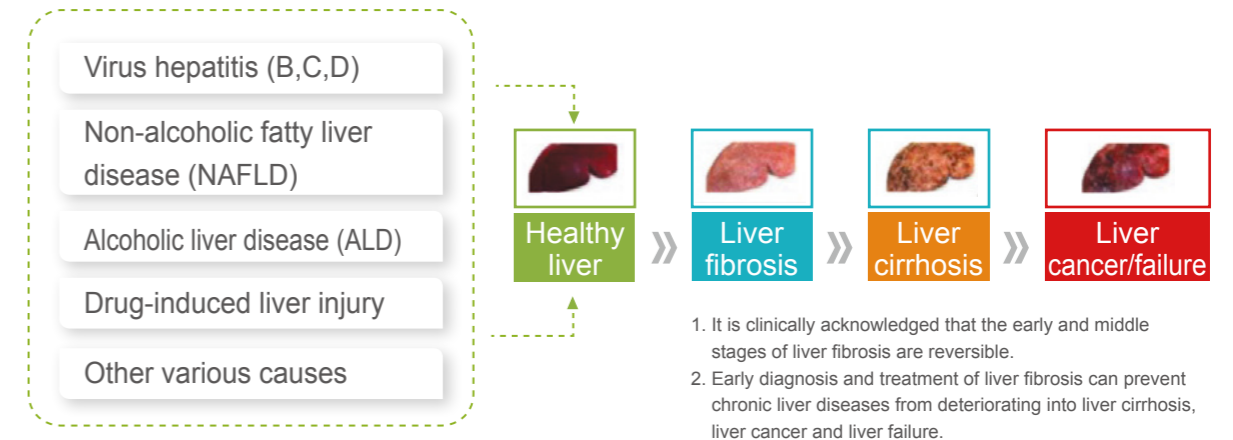 Virus hepatitis (B,C,D)
Non-alcoholic fatty liver
disease (NAFLD)
Alcoholic liver disease (ALD)
Drug-induced liver injury
Other various causes
Healthy
liver
Liver
fibrosis
Liver
cirrhosis
Liver
cancer/failure
1. It is clinically acknowledged that the early and middle
stages of liver fibrosis are reversible.
2. Early diagnosis and treatment of liver fibrosis can prevent
chronic liver diseases from deteriorating into liver cirrhosis,
liver cancer and liver failure.